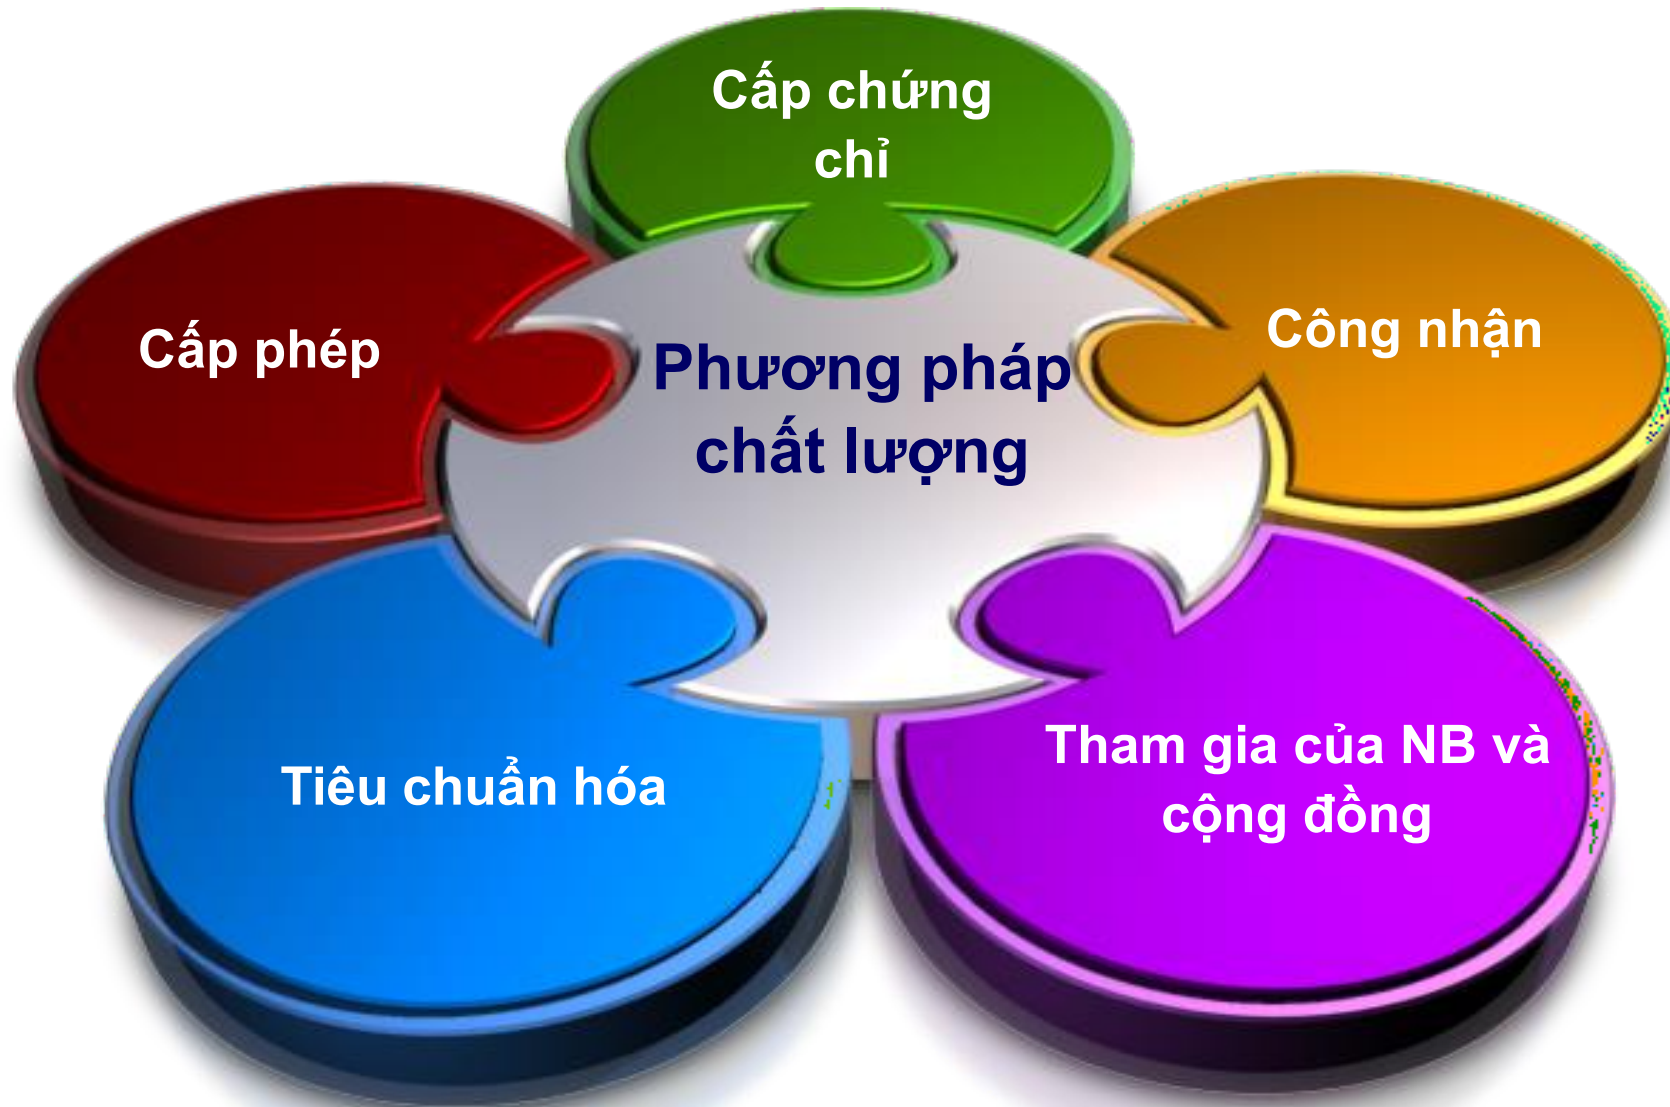 Cấp chứng
chỉ
Cấp phép
Công nhận
Phương pháp
chất lượng
Tiêu chuẩn hóa
Tham gia của NB và
cộng đồng